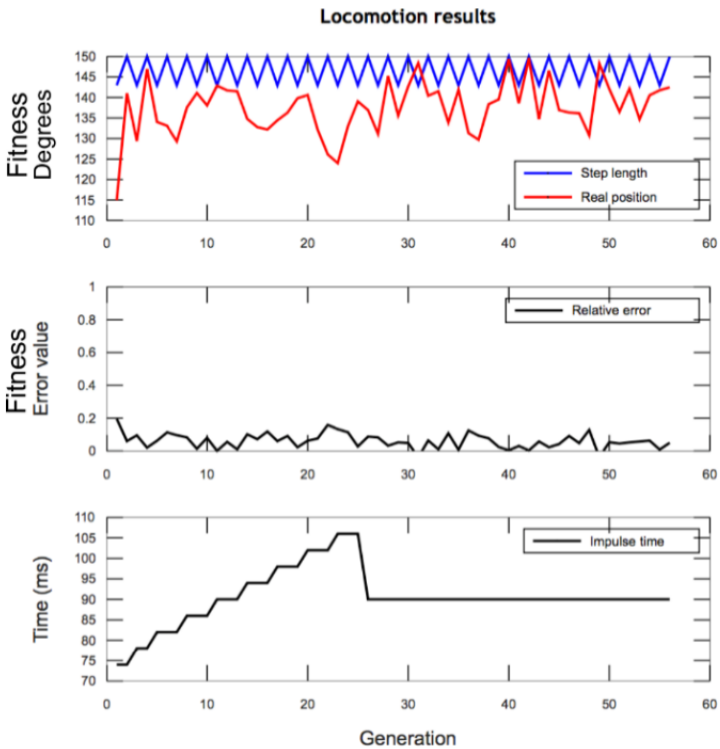 Locomotion results
Fitness
Degrees
150
145
140
135
130
125
120
115
110
Step length
Real position
0 10 20 30 40 50 60
Fitness
Error value
1
0.8
0.6
0.4
0.2
0
Relative error
0 10 20 30 40 50 60
Time (ms)
110
105
100
95
90
85
80
75
70
Impulse time
0 10 20 30 40 50 60
Generation